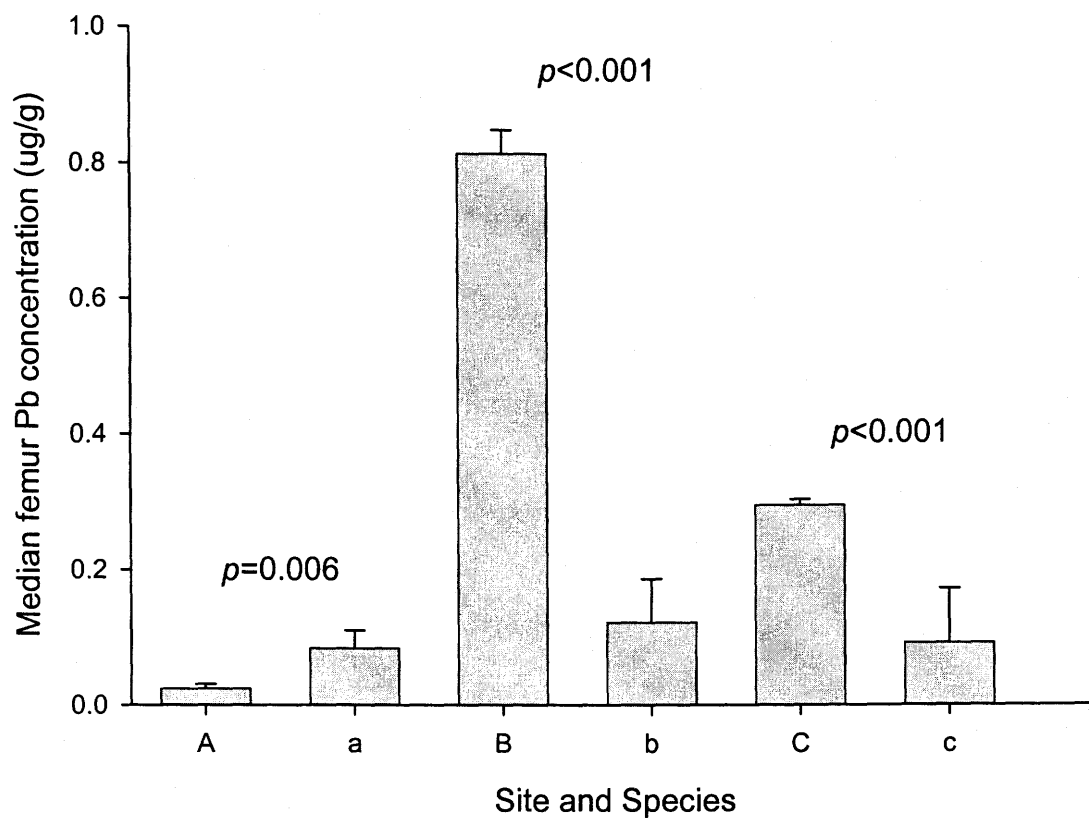 Median femur Pb concentration (ug/g)
1.0
0.8
0.6
0.4
0.2
0.0
p<0.001
p<0.001
p=0.006
A a B b C c
Site and Species